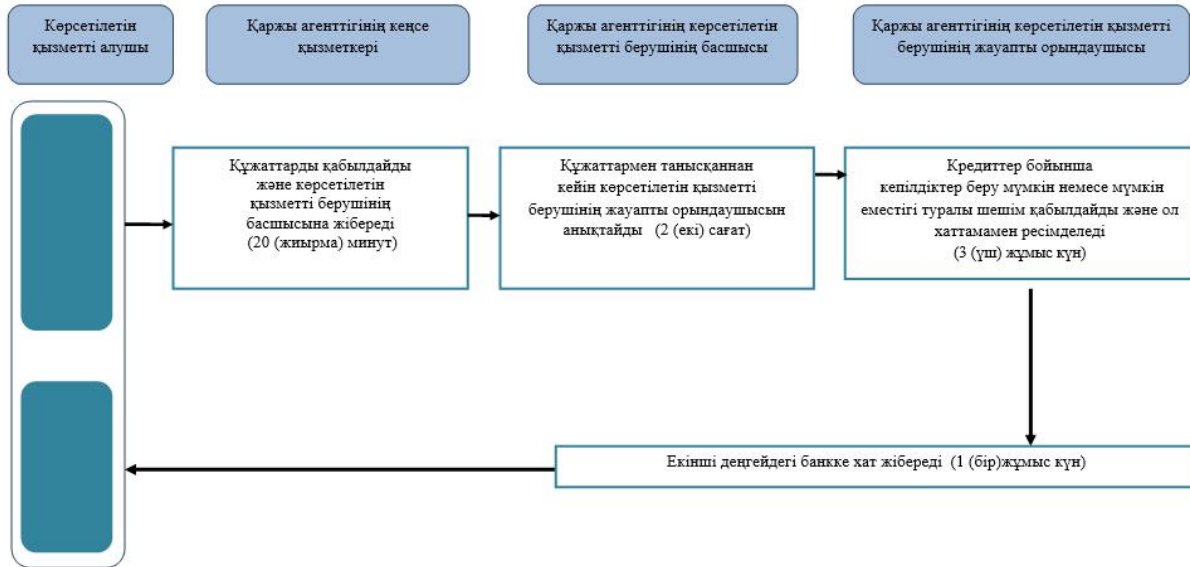 Көрсетілетін
қызметті алушы
Қаржы агенттігінің кеңсе
қызметкері
Қаржы агенттігінің көрсетілетін
қызметті берушінің басшысы
Қаржы агенттігінің көрсетілетін қызметті
берушінің жауапты орындаушысы
Құжаттарды қабылдайды
және көрсетілетін
қызметті берушінің
басшысына жібереді
(20 (жиырма) минут)
Құжаттармен танысқаннан
кейін көрсетілетін қызметті
берушінің жауапты орындаушысын
анықтайды (2 (екі) сағат)
Кредиттер бойынша
кепілдіктер беру мүмкін немесе мүмкін
еместігі туралы шешім қабылдайды және ол
хаттамамен ресімделеді
(3 (үш) жұмыс күн)
Екінші деңгейдегі банкке хат жібереді (1 (бір)жұмыс күн)